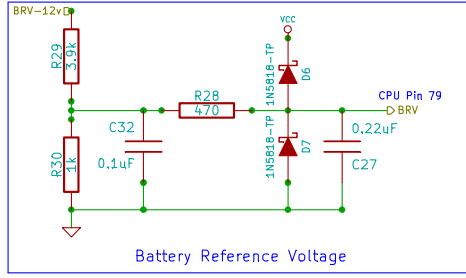 BRV-12v
VCC
R29
3.9k
1N5818-TP
D6
R28
470
CPU Pin 79
BRV
C32
0.1uF
R30
1k
1N5818-TP
D7
0.22uF
C27
Battery Reference Voltage